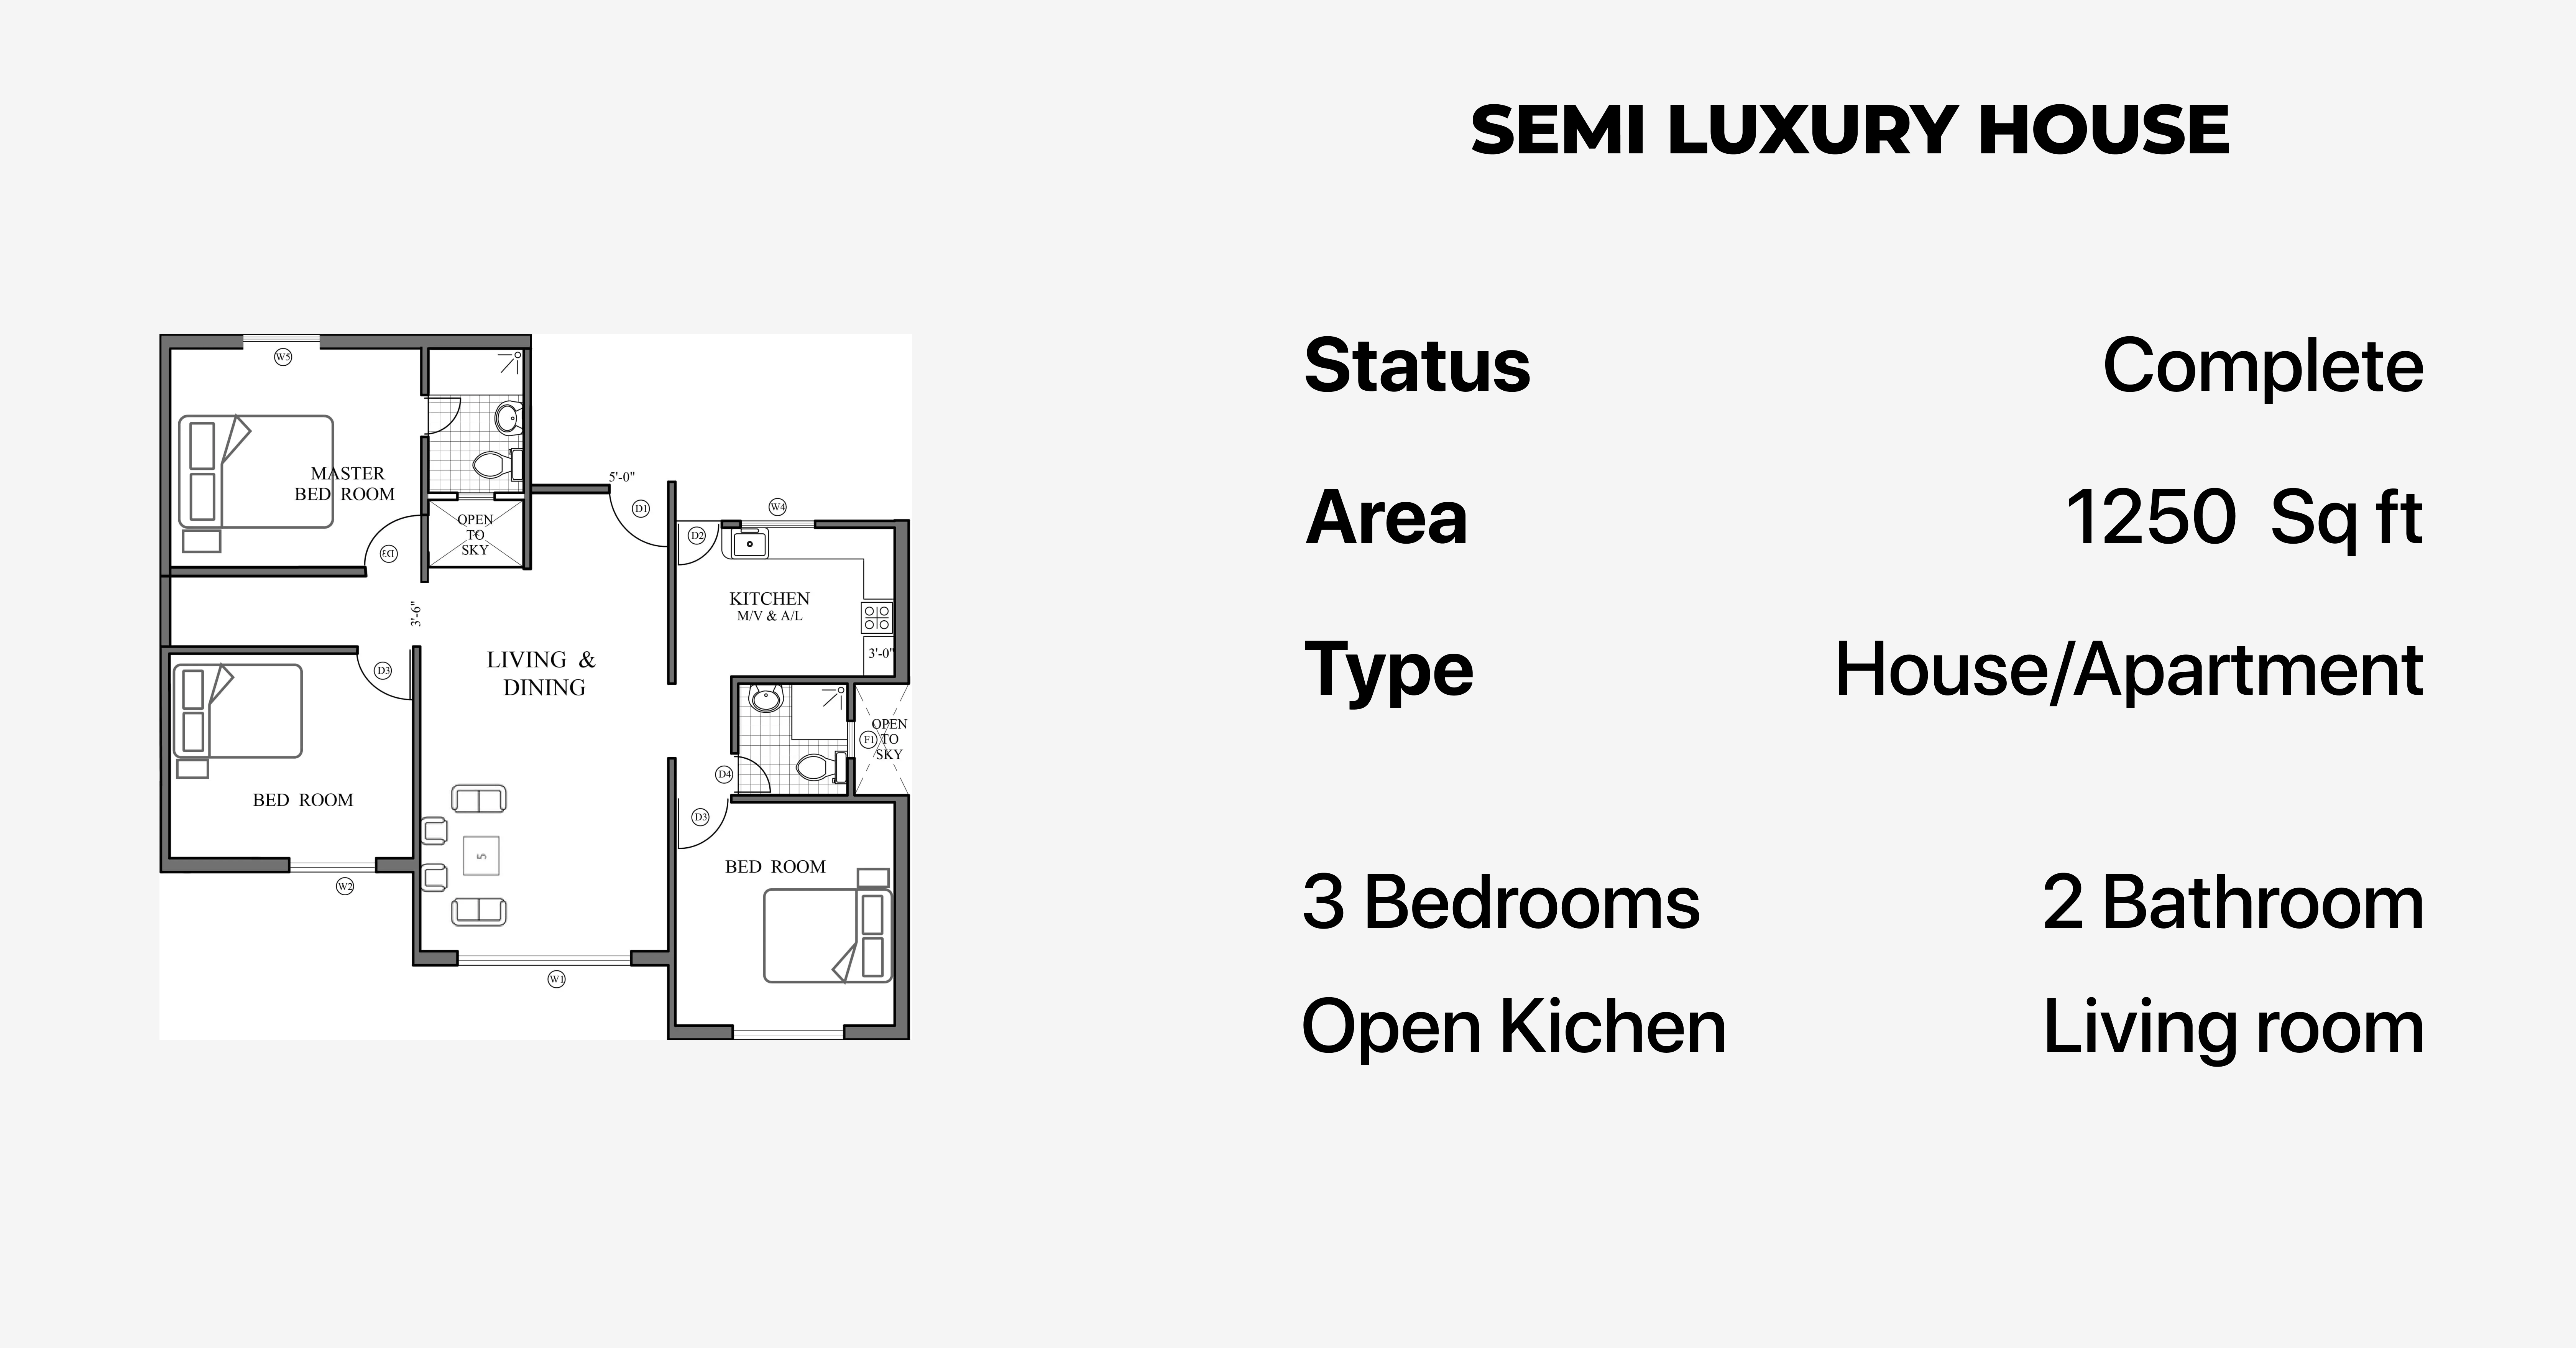 SEMI LUXURY HOUSE
Status Complete
Area 1250 Sq ft
Type House/Apartment
3 Bedrooms 2 Bathroom
Open Kichen Living room
W5
MASTER
BED ROOM
OPEN
TO
SKY
D3
5'-0"
D1
D2
W4
KITCHEN
M/V & A/L
3'-0"
3'-6"
LIVING &
DINING
D3
BED ROOM
W2
5
W1
OPEN
TO
SKY
F1
D4
D3
BED ROOM